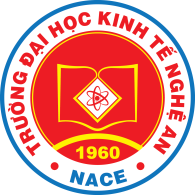 TRƯỜNG ĐẠI HỌC KINH TẾ NGHỆ AN
1960
NACE